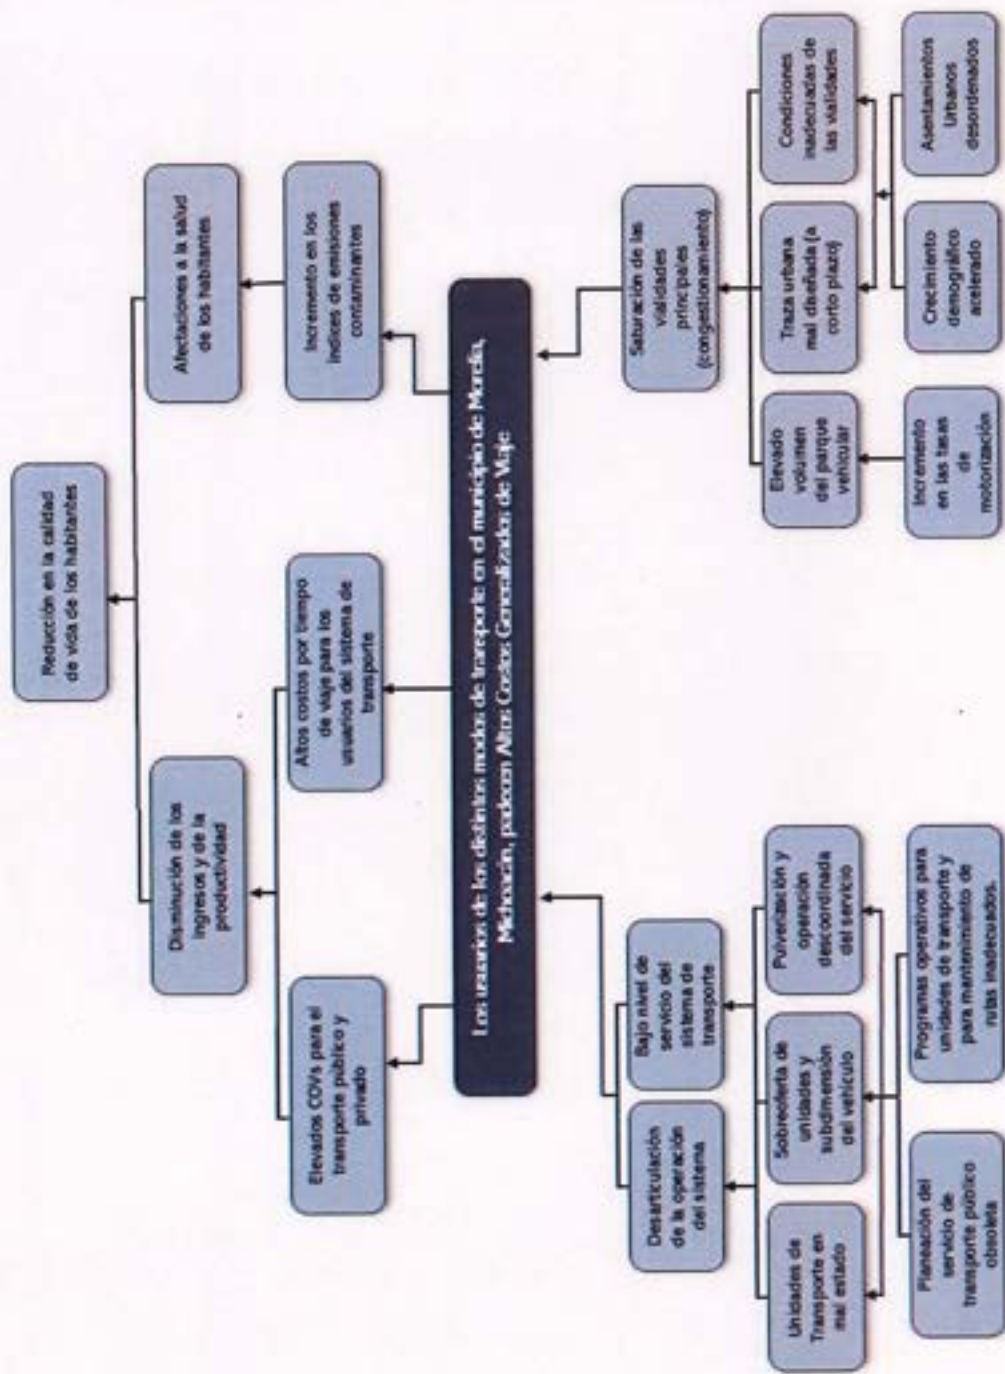 Reducción en la calidad
de vida de los habitantes
Disminución de los
ingresos y de la
productividad
Afectaciones a la salud
de los habitantes
Elevados COVs para el
transporte público y
privado
Altos costos por tiempo
de viaje para los
usuarios del sistema de
transporte
Incremento en los
índices de emisiones
contaminantes
Los usuarios de los distintos modos de transporte en el municipio de Morelia,
Michoacán, padecen Altos Costos Generalizados de Viaje
Desarticulación
de la operación
del sistema
Bajo nivel de
servicio del
sistema de
transporte
Saturación de las
vialidades
principales
(congestionamiento)
Unidades de
Transporte en
mal estado
Sobreoferta de
unidades y
subdimensión
del vehículo
Pulverización y
operación
descoordinada
del servicio
Elevado
volumen
del parque
vehicular
Traza urbana
mal diseñada (a
corto plazo)
Condiciones
inadecuadas de
las vialidades
Planeación del
servicio de
transporte público
obsoleta
Programas operativos para
unidades de transporte y
para mantenimiento de
rutas inadecuados.
Incremento
en las tasas
de
motorización
Crecimiento
demográfico
acelerado
Asentamientos
Urbanos
desordenados